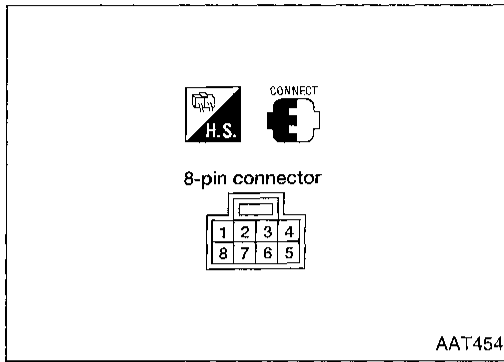 CONNECT
H.S.
8-pin connector
1 2 3 4
8 7 6 5
AAT454